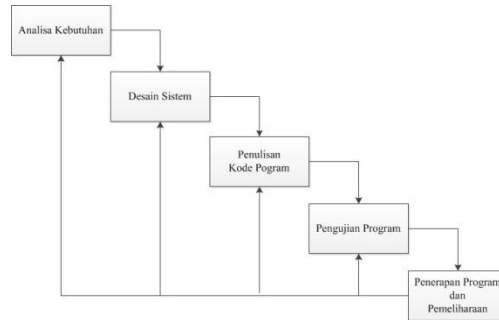 Analisa Kebutuhan
Desain Sistem
Penulisan
Kode Pogram
Pengujian Program
Penerapan Program
dan
Pemeliharaan